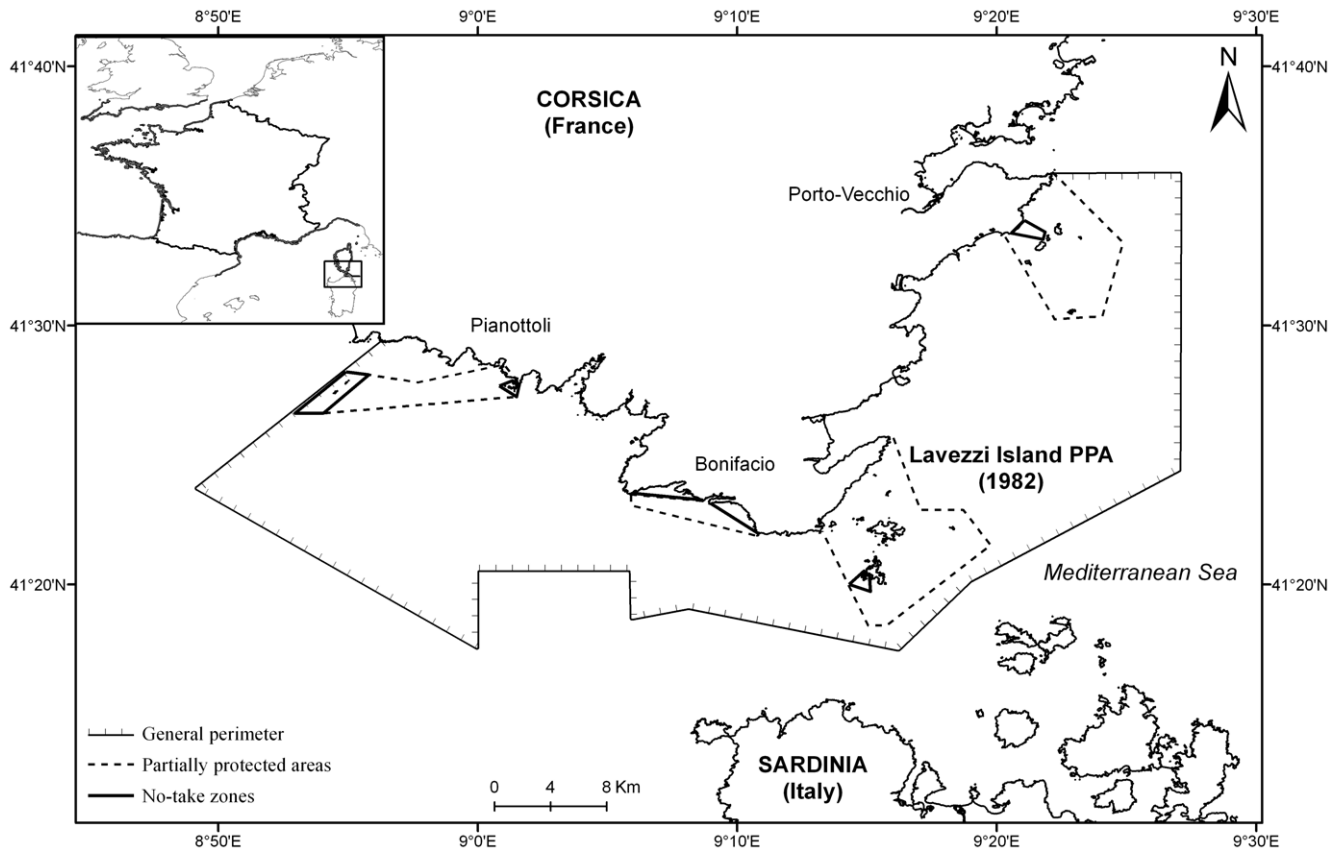 8°50'
9°0'
9°10'
9°20'
9°30'
41°40'
41°40'N
N
CORSICA
(France)
Porto-Vecchio
41°30'
Pianottoli
41°30'N
Bonifacio
Lavezzi Island PPA
(1982)
41°20'N
Mediterranean Sea
41°20'N
General perimeter
Partially protected areas
No-take zones
0 4 8 Km
SARDINIA
(Italy)
8°50'E
9°0'
9°10'
9°20'
9°30'E